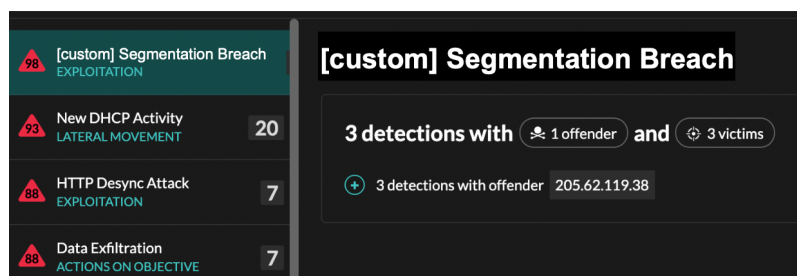 98
[custom] Segmentation Breach
EXPLOITATION
93
New DHCP Activity
LATERAL MOVEMENT
20
88
HTTP Desync Attack
EXPLOITATION
7
88
Data Exfiltration
ACTIONS ON OBJECTIVE
7
[custom] Segmentation Breach
3 detections with 1 offender and 3 victims
3 detections with offender 205.62.119.38